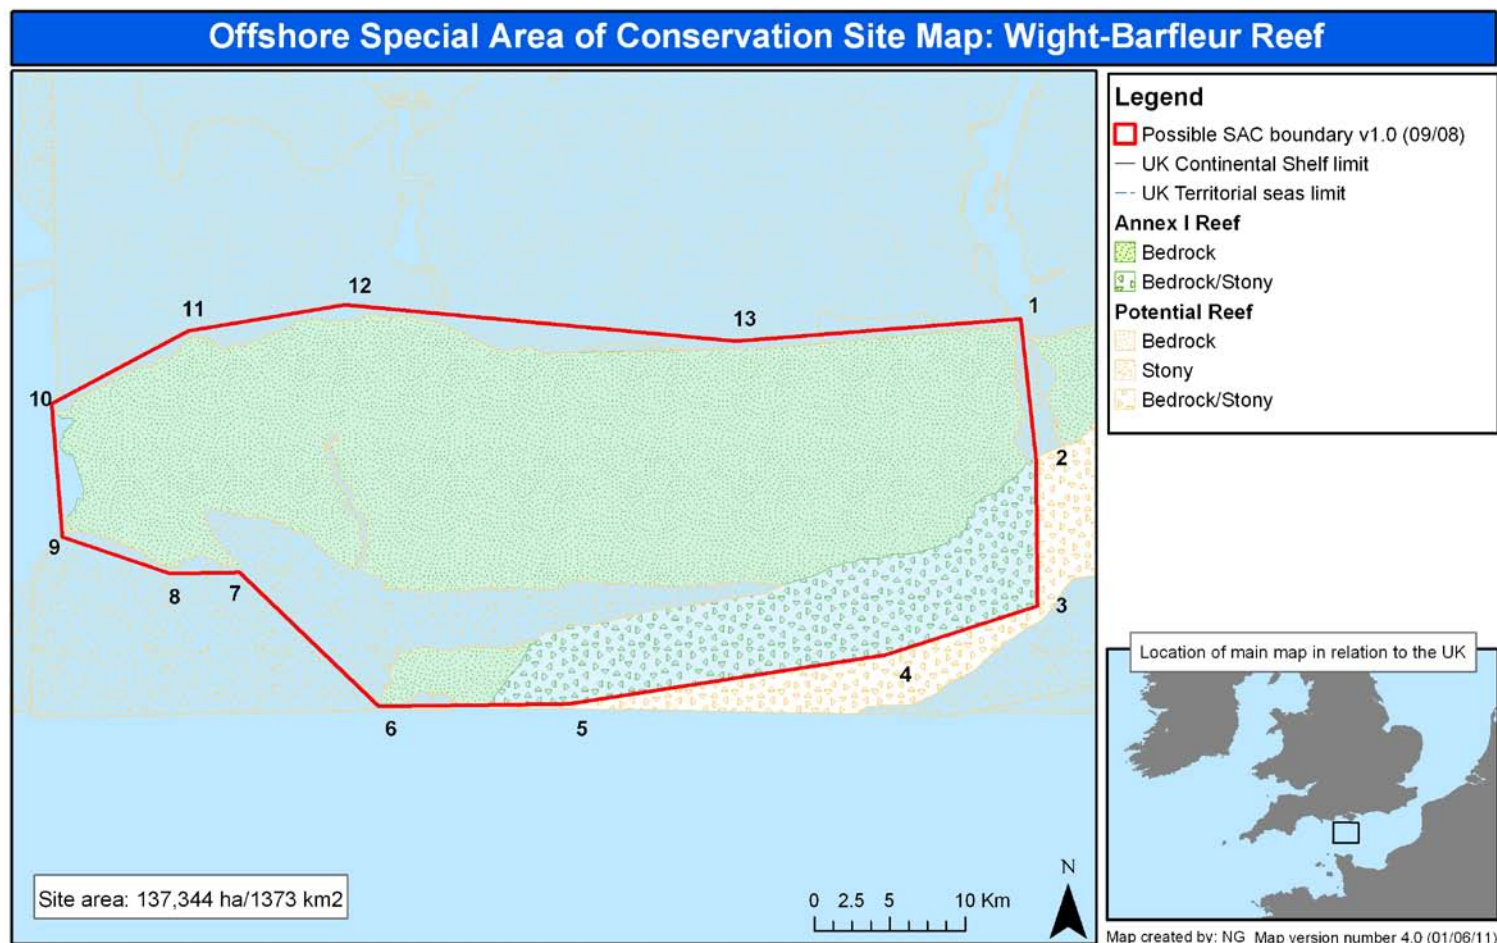 Offshore Special Area of Conservation Site Map: Wight-Barfleur Reef
Legend
Possible SAC boundary v1.0 (09/08)
UK Continental Shelf limit
UK Territorial seas limit
Annex I Reef
Bedrock
Bedrock/Stony
Potential Reef
Bedrock
Stony
Bedrock/Stony
12
11
13
1
10
2
9
8
7
3
4
6
5
Location of main map in relation to the UK
N
Site area: 137,344 ha/1373 km2
0 2.5 5 10 Km
Map created by: NG Map version number 4.0 (01/06/11)